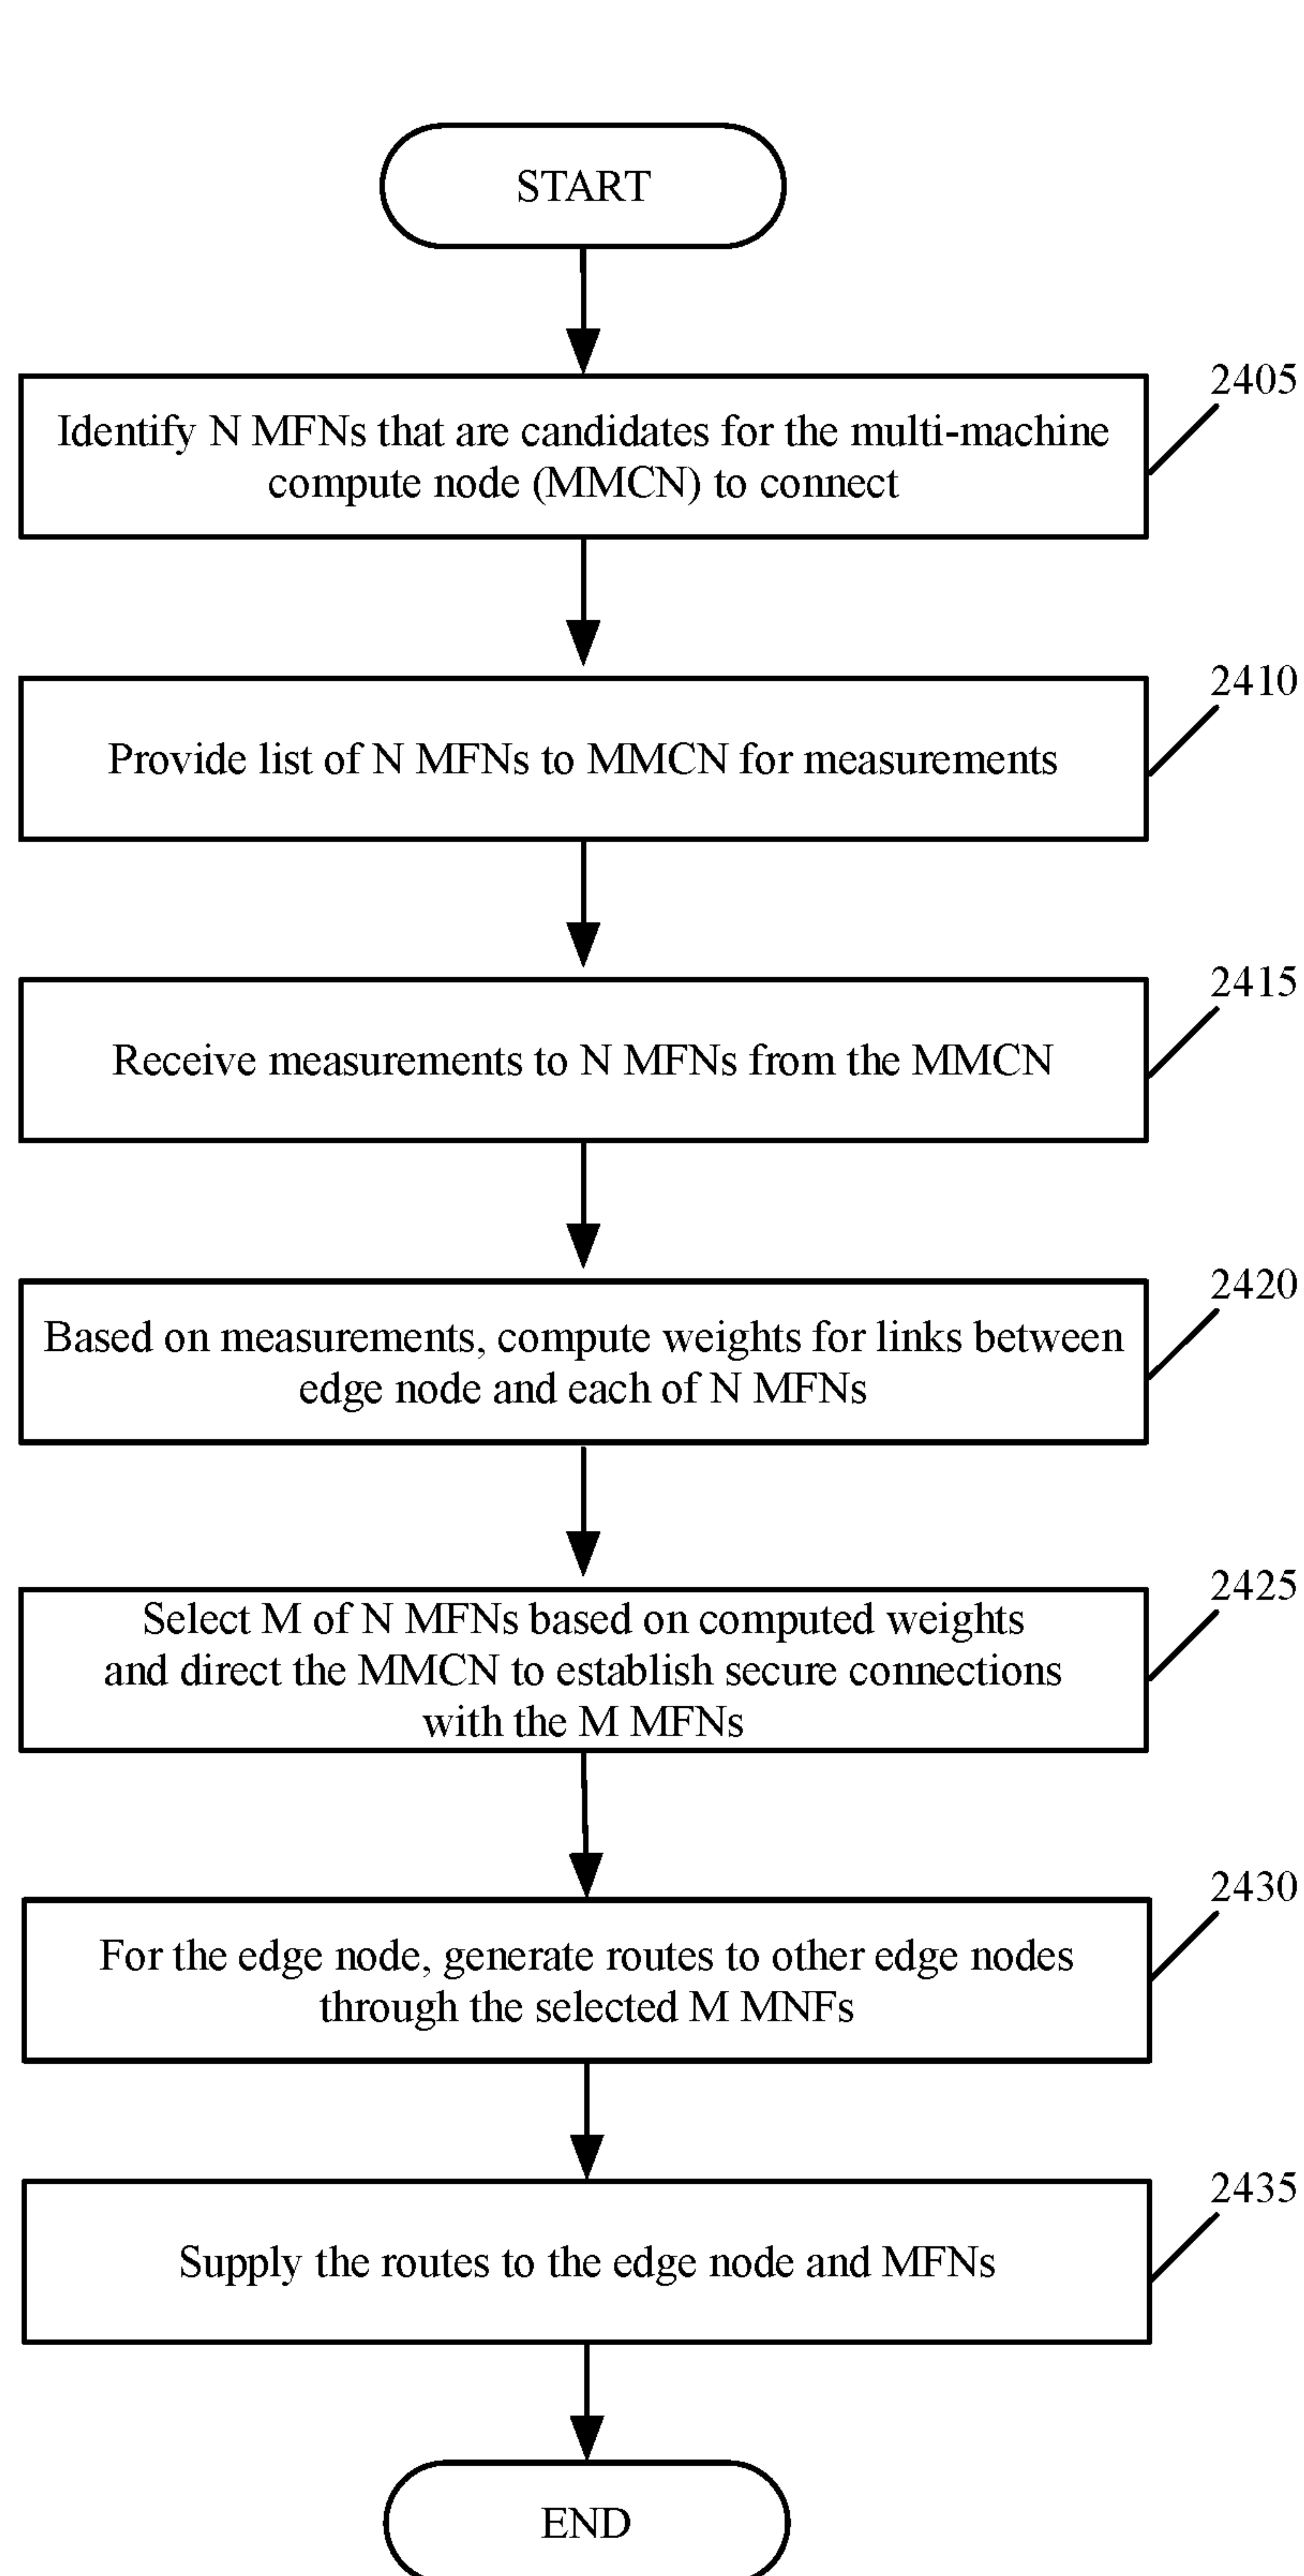 START
2405
Identify N MFNs that are candidates for the multi-machine
compute node (MMCN) to connect
2410
Provide list of N MFNs to MMCN for measurements
2415
Receive measurements to N MFNs from the MMCN
2420
Based on measurements, compute weights for links between
edge node and each of N MFNs
2425
Select M of N MFNs based on computed weights
and direct the MMCN to establish secure connections
with the M MFNs
2430
For the edge node, generate routes to other edge nodes
through the selected M MNFs
2435
Supply the routes to the edge node and MFNs
END